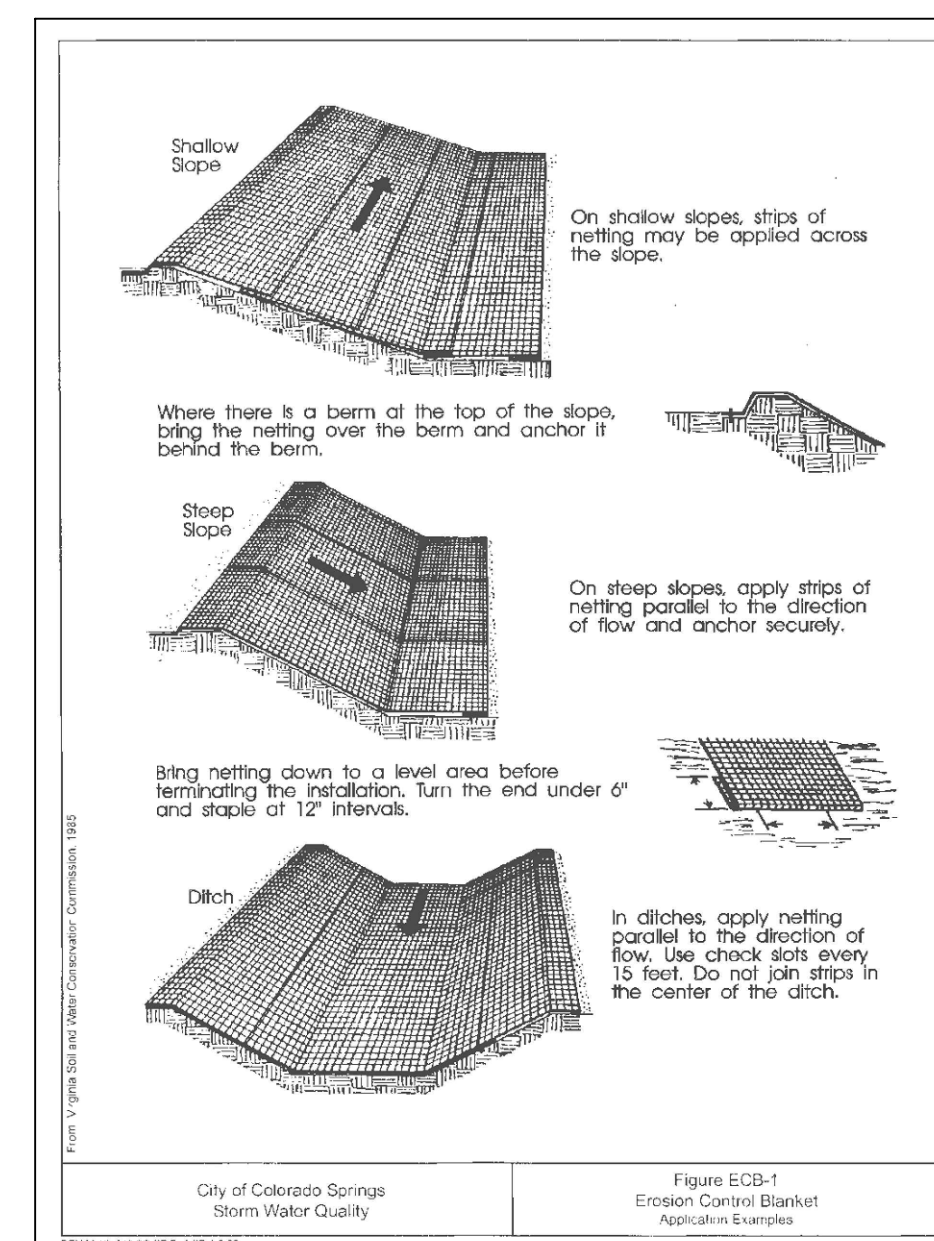 Shallow
Slope
On shallow slopes, strips of
netting may be applied across
the slope.
Where there is a berm at the top of the slope,
bring the netting over the berm and anchor it
behind the berm.
Steep
Slope
On steep slopes, apply strips of
netting parallel to the direction
of flow and anchor securely.
Bring netting down to a level area before
terminating the installation. Turn the end under 6"
and staple at 12" intervals.
Ditch
In ditches, apply netting
parallel to the direction of
flow. Use check slots every
15 feet. Do not join strips in
the center of the ditch.
From Virginia Soil and Water Conservation Commission, 1985
City of Colorado Springs
Storm Water Quality
Figure ECB-1
Erosion Control Blanket
Application Examples